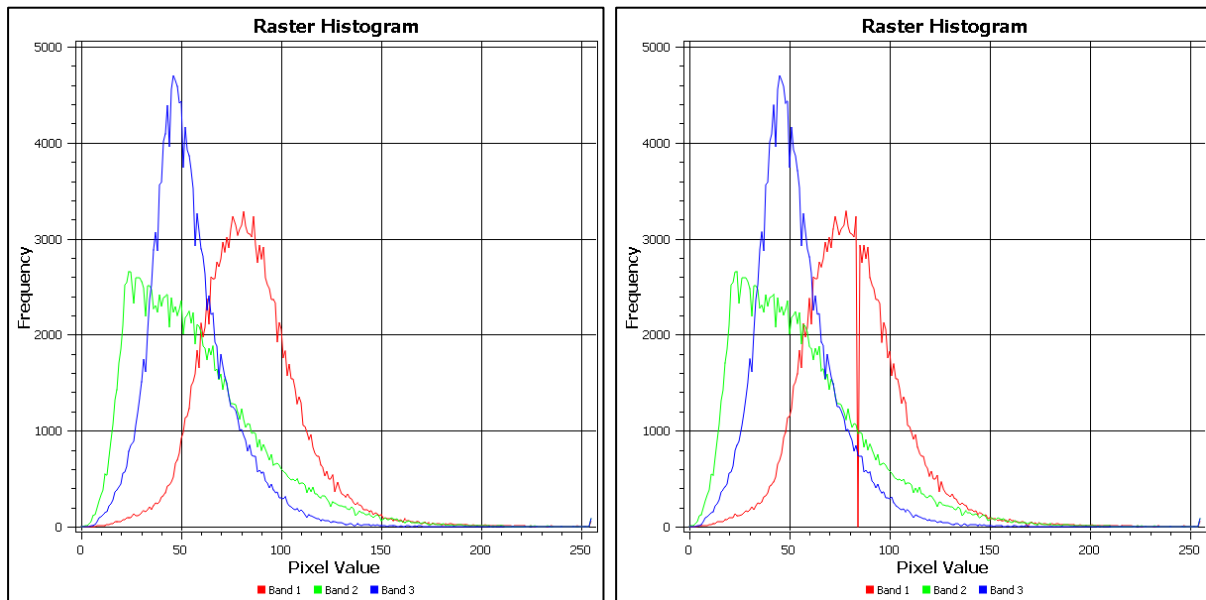 Raster Histogram
5000
4000
3000
2000
1000
0
Frequency
0 50 100 150 200 250
Pixel Value
Band 1 Band 2 Band 3
Raster Histogram
5000
4000
3000
2000
1000
0
Frequency
0 50 100 150 200 250
Pixel Value
Band 1 Band 2 Band 3